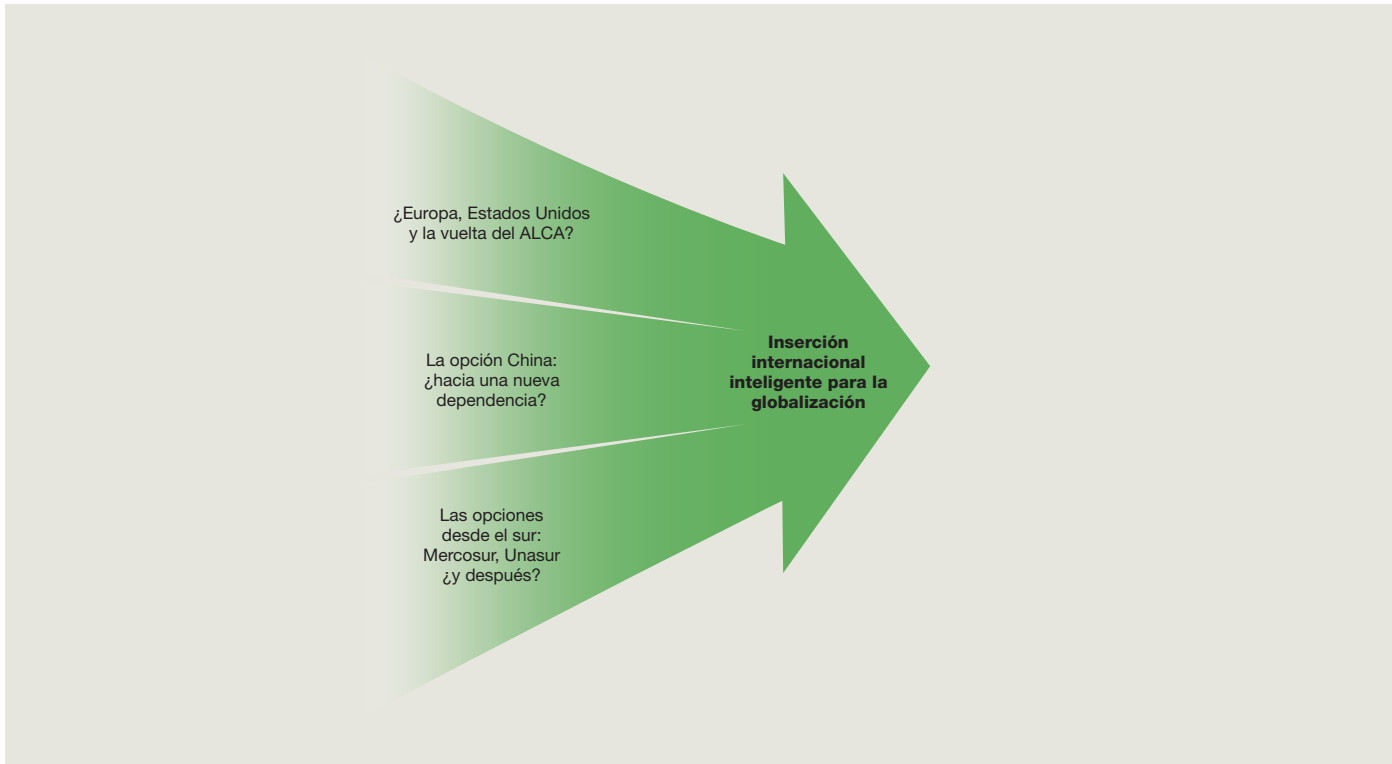 ¿Europa, Estados Unidos
y la vuelta del ALCA?
La opción China:
¿hacia una nueva
dependencia?
Las opciones
desde el sur:
Mercosur, Unasur
¿y después?
Inserción
internacional
inteligente para la
globalización